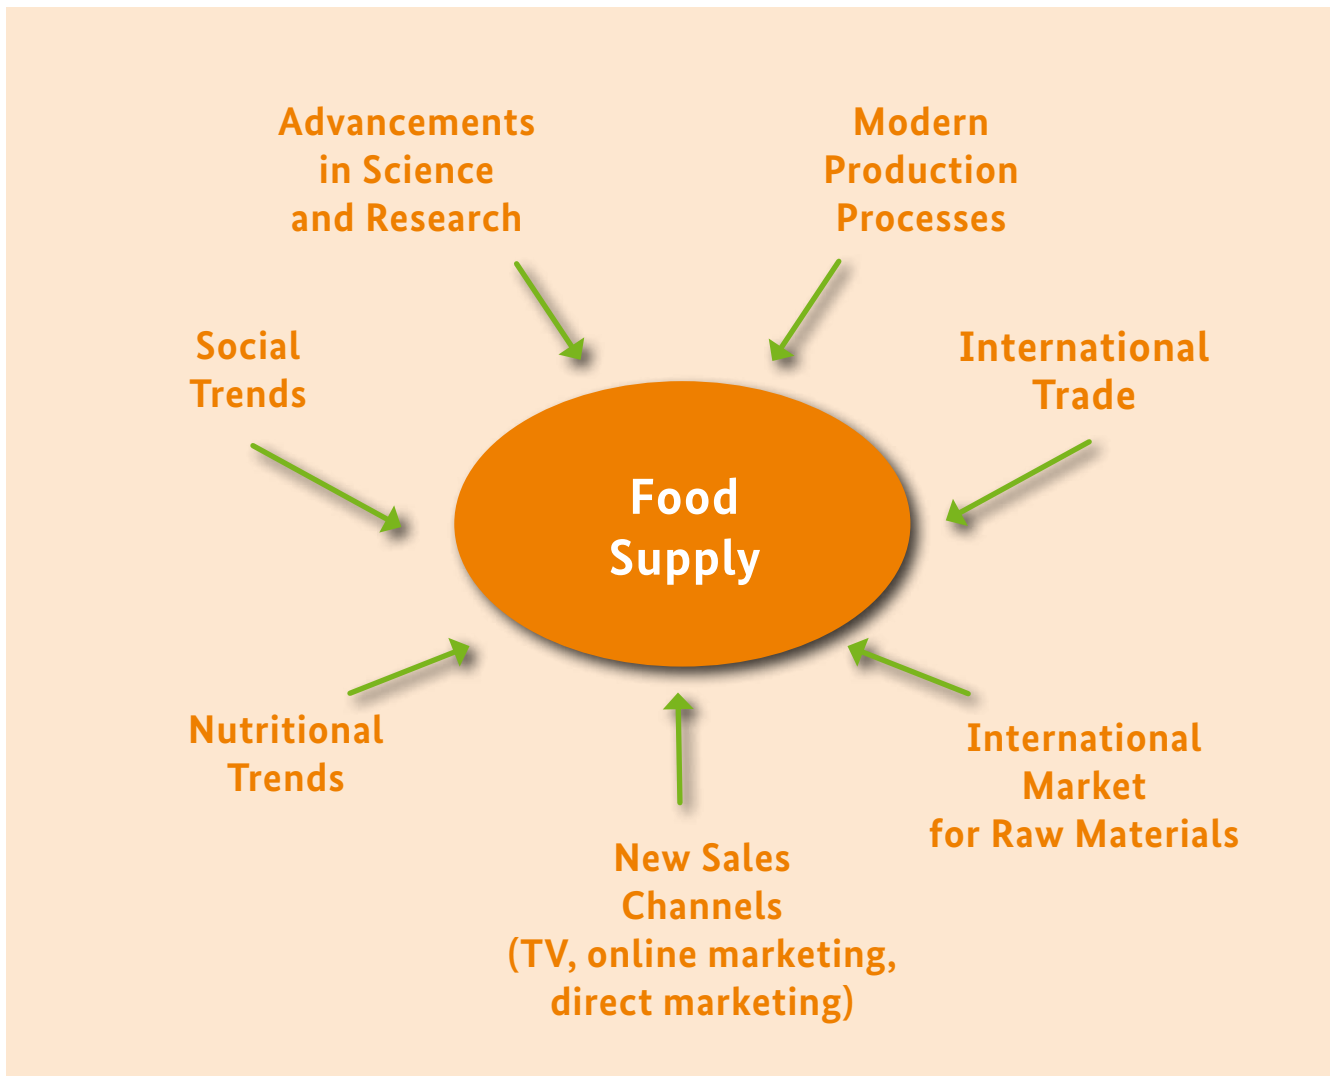 Advancements
in Science
and Research
Modern
Production
Processes
Social
Trends
International
Trade
Food
Supply
Nutritional
Trends
International
Market
for Raw Materials
New Sales
Channels
(TV, online marketing,
direct marketing)